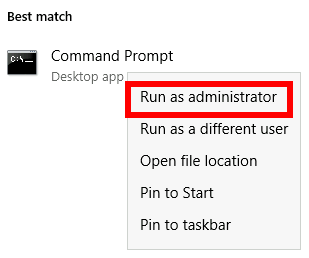 Best match
C:\_
Command Prompt
Desktop app
Run as administrator
Run as a different user
Open file location
Pin to Start
Pin to taskbar